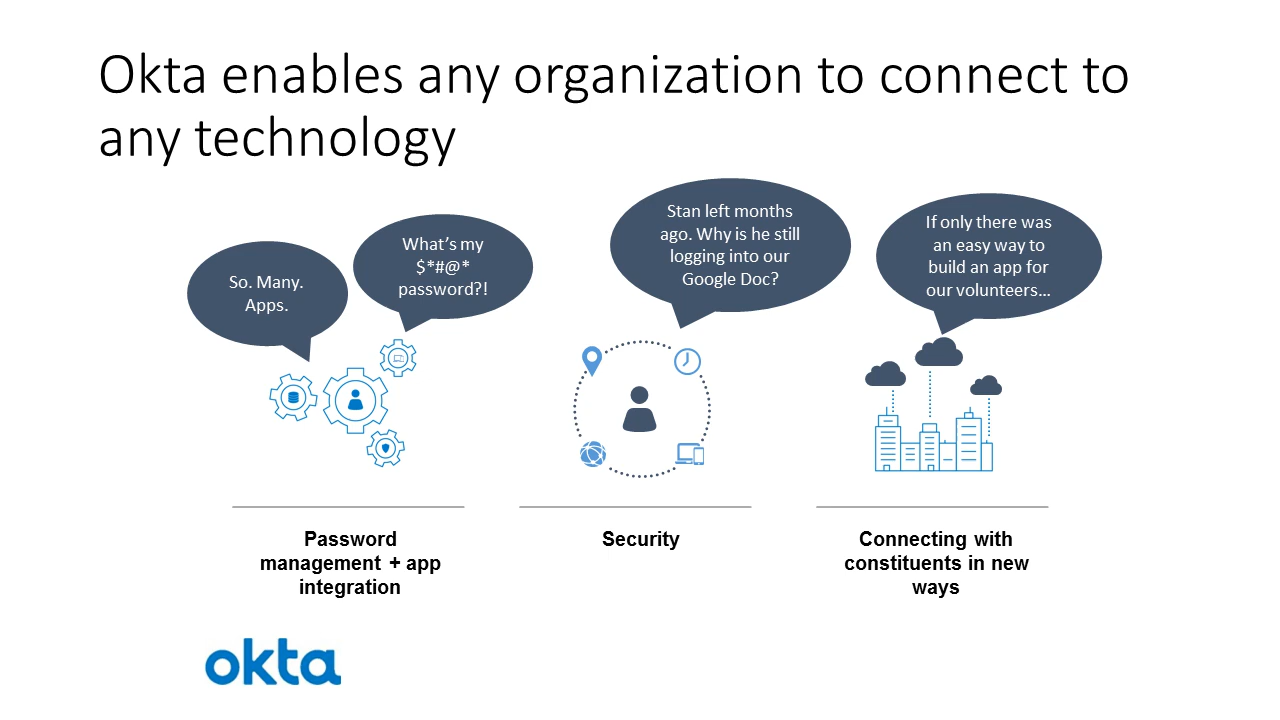 Okta enables any organization to connect to
any technology
So. Many.
Apps.
What's my
$*#@*
password?!
Stan left months
ago. Why is he still
logging into our
Google Doc?
If only there was
an easy way to
build an app for
our volunteers…
Password
management + app
integration
Security
Connecting with
constituents in new
ways
okta